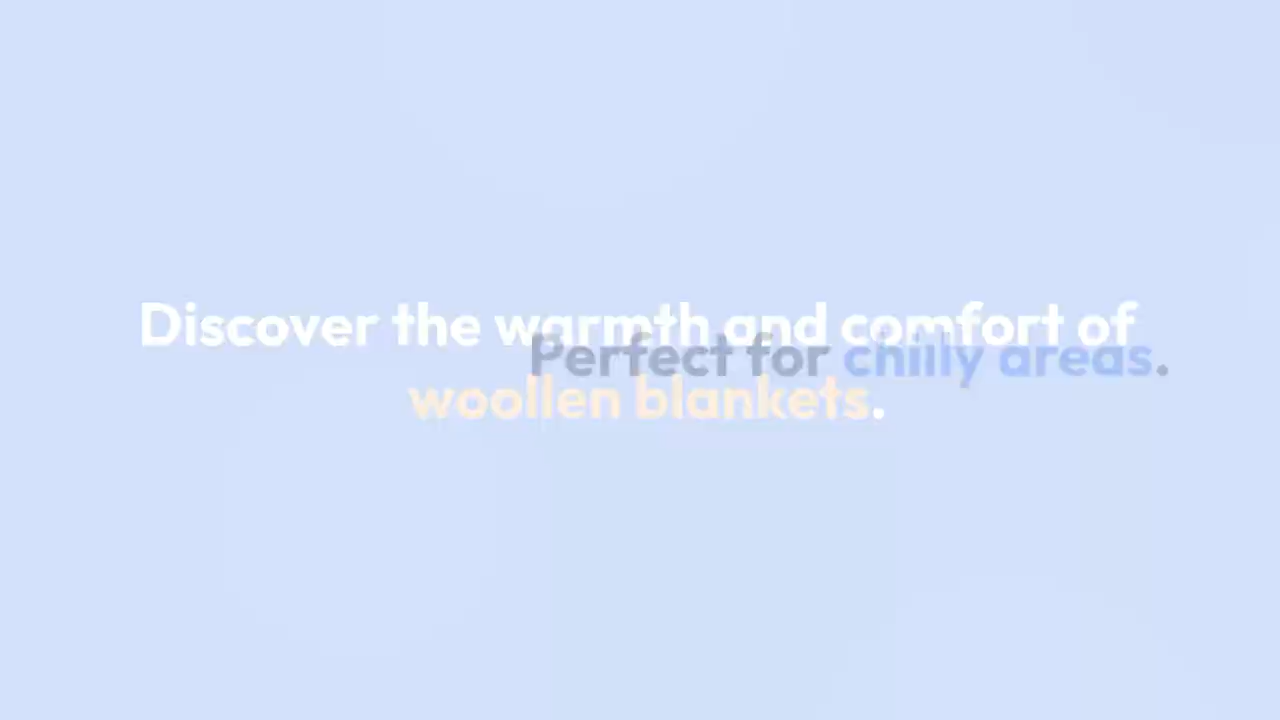 Discover the warmth and comfort of
woollen blankets.
Perfect for chilly areas.